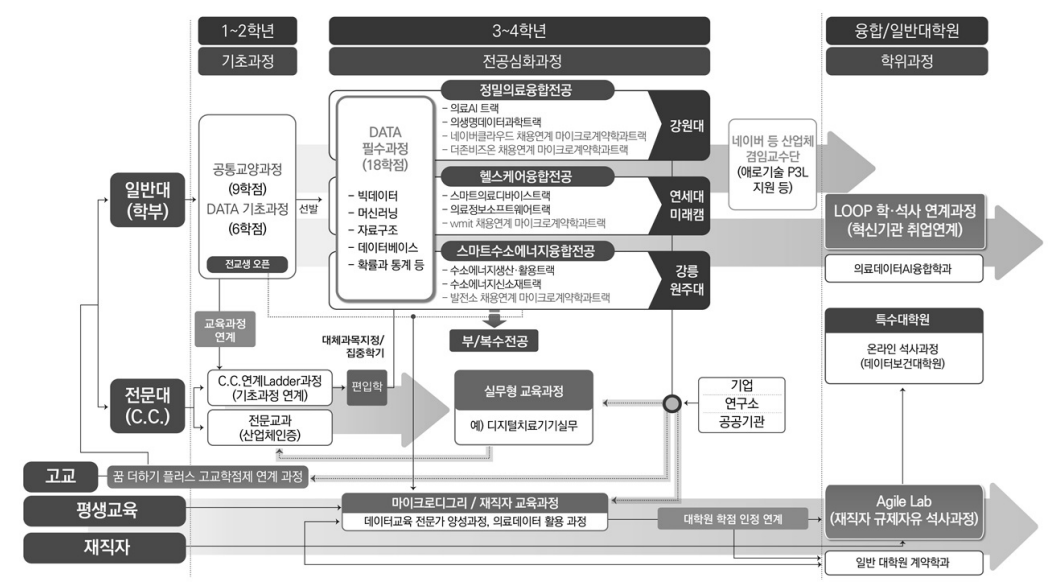 1~2학년
3~4학년
융합/일반대학원
기초과정
전공심화과정
학위과정
일반대
(학부)
공통교양과정
(9학점)
DATA 기초과정
(6학점)
전교생 오픈
선발
DATA
필수과정
(18학점)
- 빅데이터
- 머신러닝
- 자료구조
- 데이터베이스
- 확률과 통계 등
정밀의료융합전공
- 의료AI 트랙
- 의생명데이터과학트랙
- 네이버클라우드 채용연계 마이크로계약학과트랙
- 더존비즈온 채용연계 마이크로계약학과트랙
강원대
헬스케어융합전공
- 스마트의료디바이스트랙
- 의료정보소프트웨어트랙
- wmit 채용연계 마이크로계약학과트랙
연세대
미래캠
스마트수소에너지융합전공
- 수소에너지생산·활용트랙
- 수소에너지신소재트랙
- 발전소 채용연계 마이크로계약학과트랙
강릉
원주대
네이버 등 산업체
겸임교수단
(애로기술 P3L
지원 등)
LOOP 학·석사 연계과정
(혁신기관 취업연계)
의료데이터AI융합학과
교육과정
연계
대체과목지정/
집중학기
부/복수전공
특수대학원
온라인 석사과정
(데이터보건대학원)
전문대
(C.C.)
C.C.연계Ladder과정
(기초과정 연계)
편입학
전문교과
(산업체인증)
실무형 교육과정
예) 디지털치료기기실무
기업
연구소
공공기관
고교
꿈 더하기 플러스 고교학점제 연계 과정
평생교육
재직자
마이크로디그리 / 재직자 교육과정
데이터교육 전문가 양성과정, 의료데이터 활용 과정
대학원 학점 인정 연계
Agile Lab
(재직자 규제자유 석사과정)
일반 대학원 계약학과